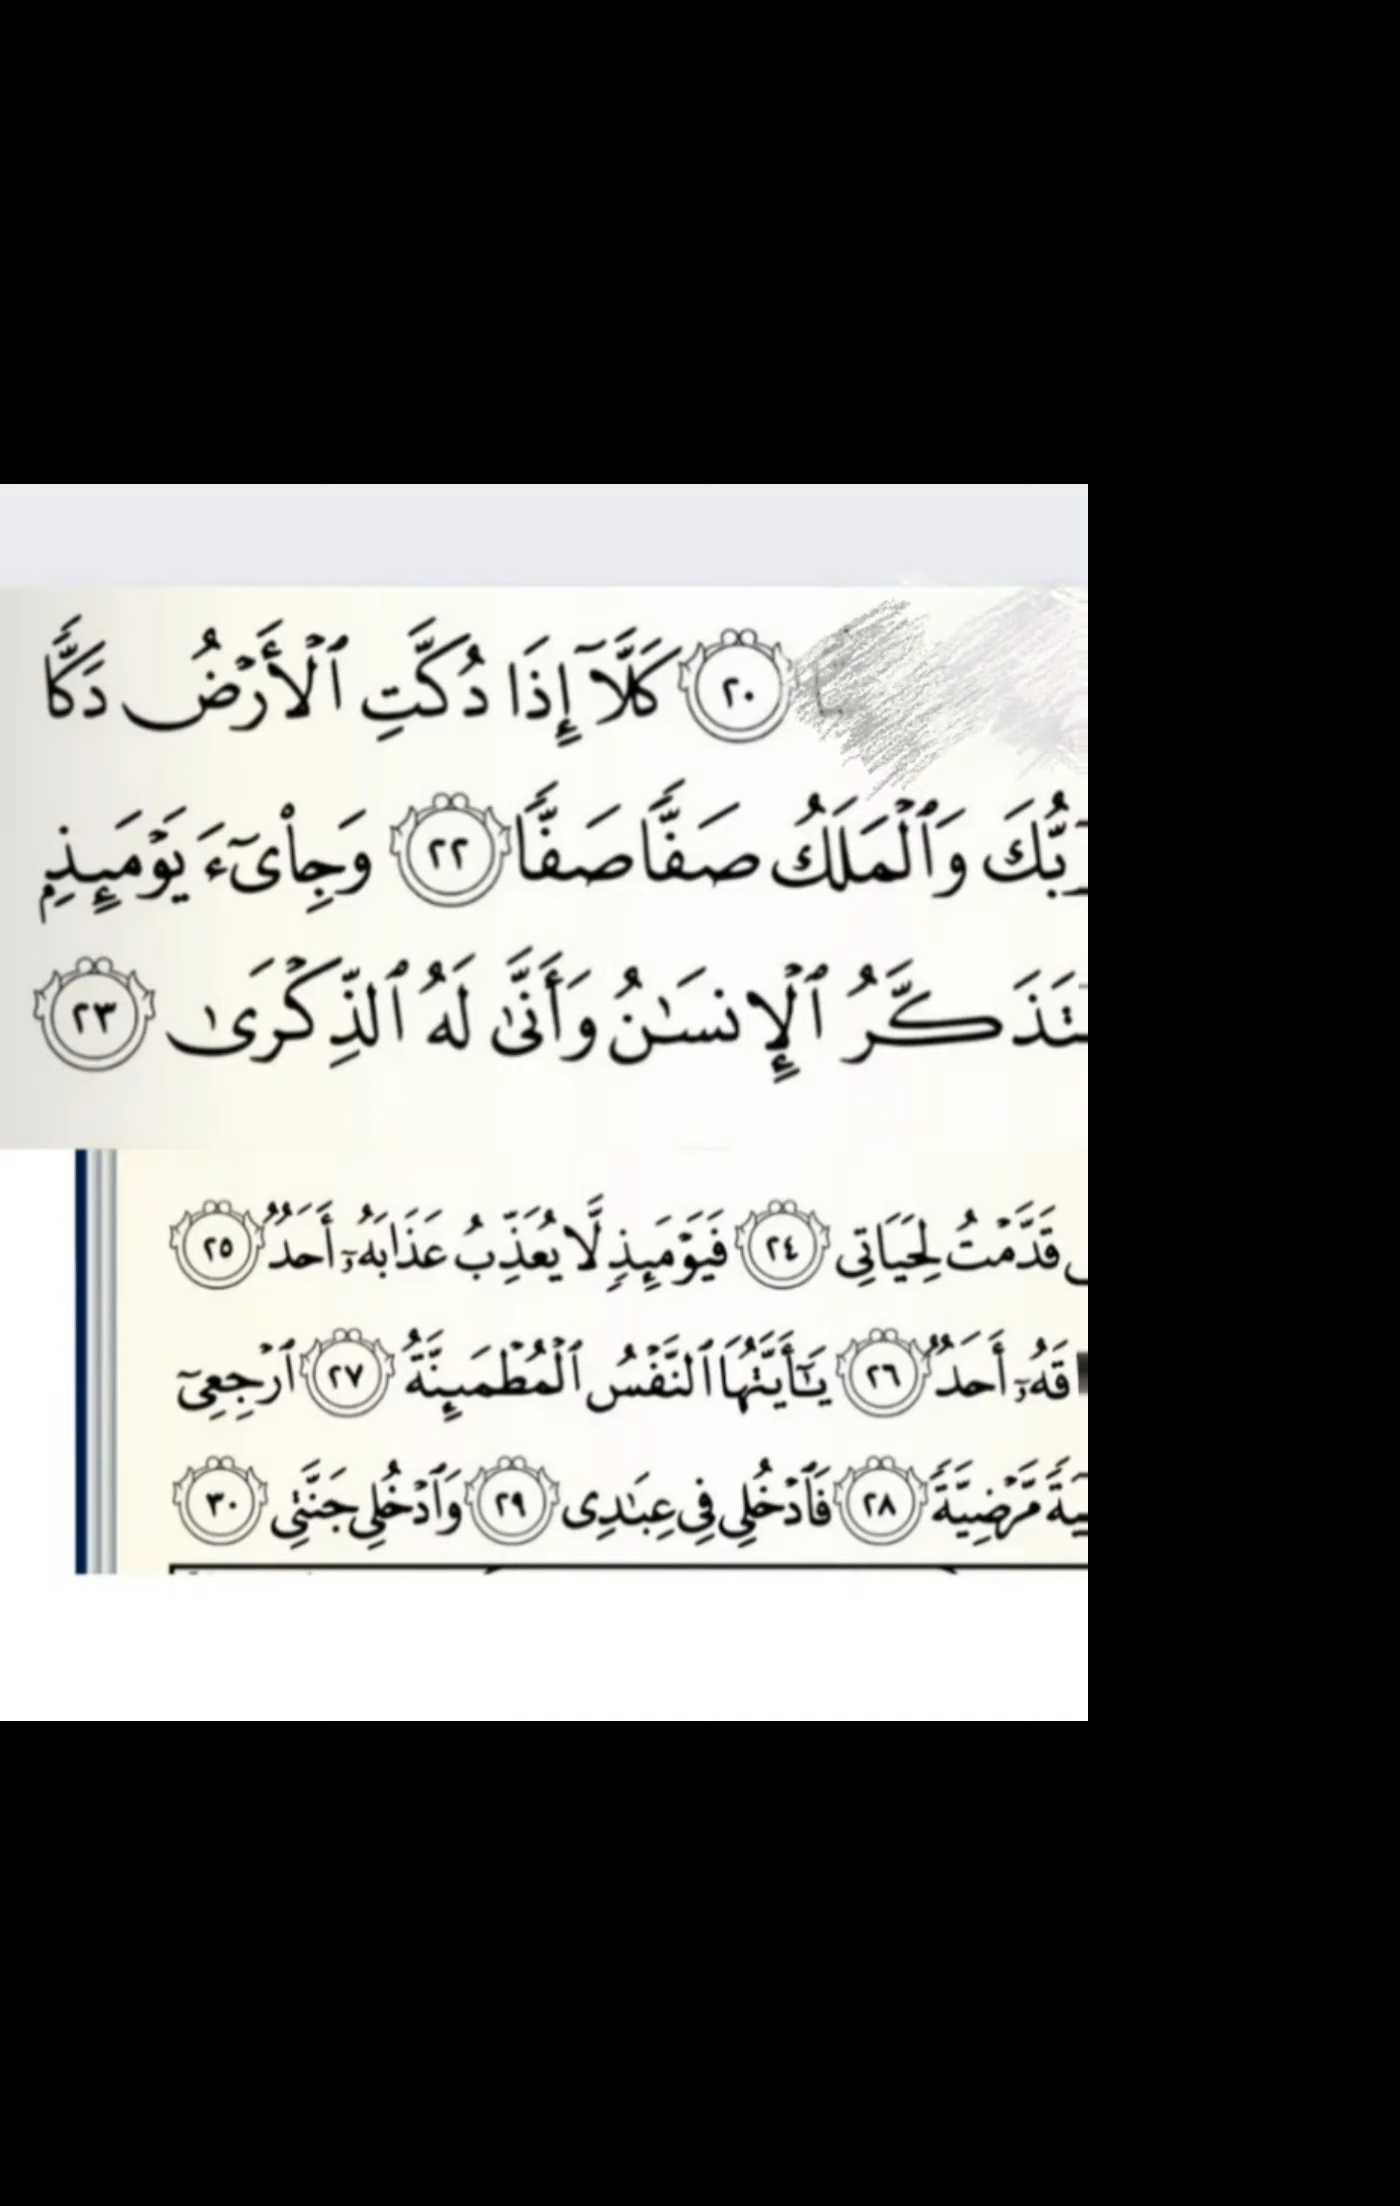 ٢٠ كَلَّآ إِذَا دُكَّتِ ٱلْأَرْضُ دَكًّا
رَبُّكَ وَٱلْمَلَكُ صَفًّا صَفًّا ٢٢ وَجِا۟ىٓءَ يَوْمَئِذٍۭ
يَتَذَكَّرُ ٱلْإِنسَٰنُ وَأَنَّىٰ لَهُ ٱلذِّكْرَىٰ ٢٣
قَدَّمْتُ لِحَيَاتِى ٢٤ فَيَوْمَئِذٍ لَّا يُعَذِّبُ عَذَابَهُۥٓ أَحَدٌ ٢٥
قَهُۥٓ أَحَدٌ ٢٦ يَٰٓأَيَّتُهَا ٱلنَّفْسُ ٱلْمُطْمَئِنَّةُ ٢٧ ٱرْجِعِىٓ
يَةً مَّرْضِيَّةً ٢٨ فَٱدْخُلِى فِى عِبَٰدِى ٢٩ وَٱدْخُلِى جَنَّتِى ٣٠